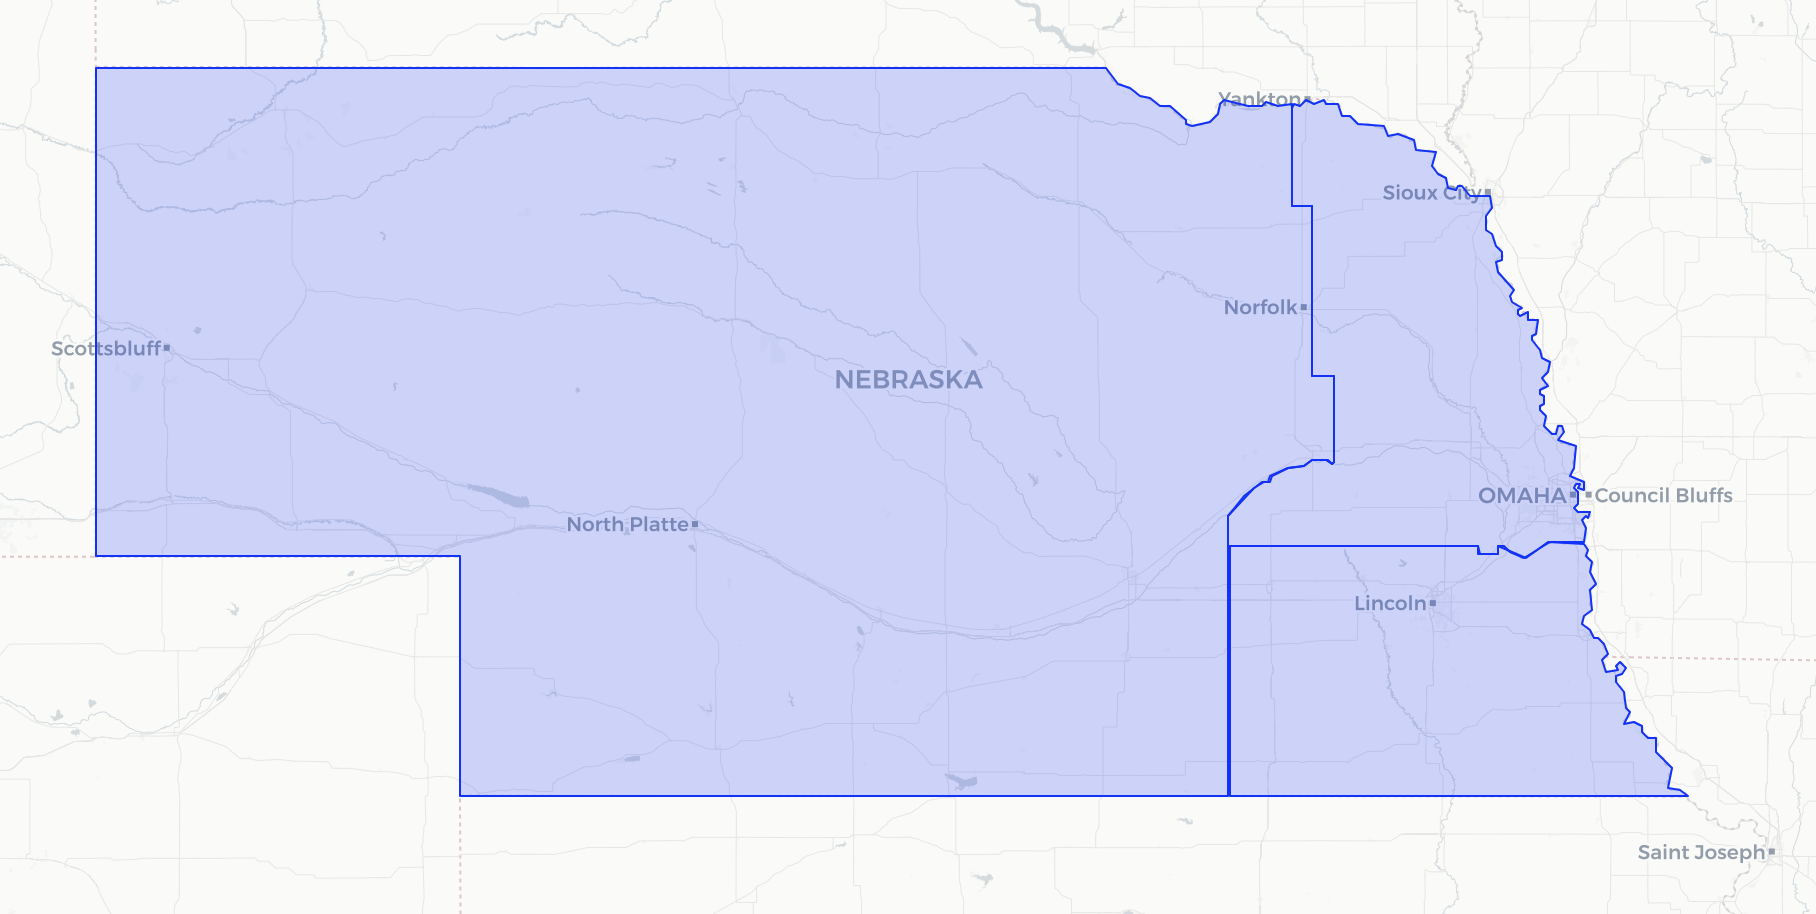 Yankton
Sioux City
Norfolk
Scottsbluff
NEBRASKA
OMAHA
Council Bluffs
North Platte
Lincoln
Saint Joseph